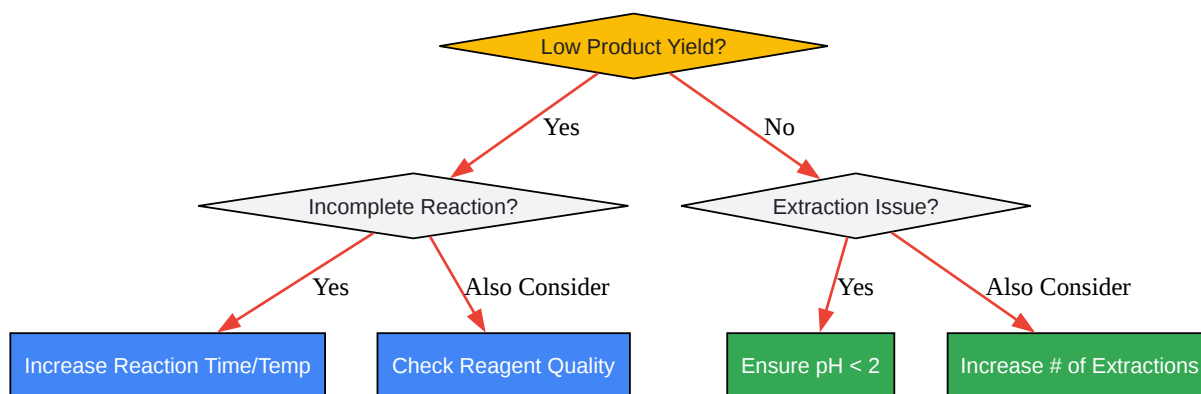 Low Product Yield?
Yes
No
Incomplete Reaction?
Extraction Issue?
Yes
Also Consider
Yes
Also Consider
Increase Reaction Time/Temp
Check Reagent Quality
Ensure pH < 2
Increase # of Extractions